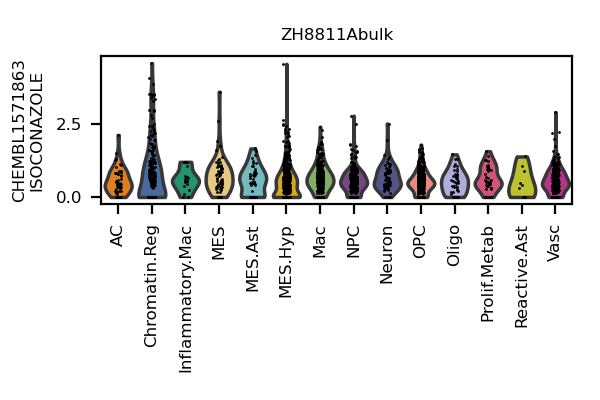 ZH8811Abulk
CHEMBL1571863
ISOCONAZOLE
2.5
0.0
AC
Chromatin.Reg
Inflammatory.Mac
MES
MES.Ast
MES.Hyp
Mac
NPC
Neuron
OPC
Oligo
Prolif.Metab
Reactive.Ast
Vasc